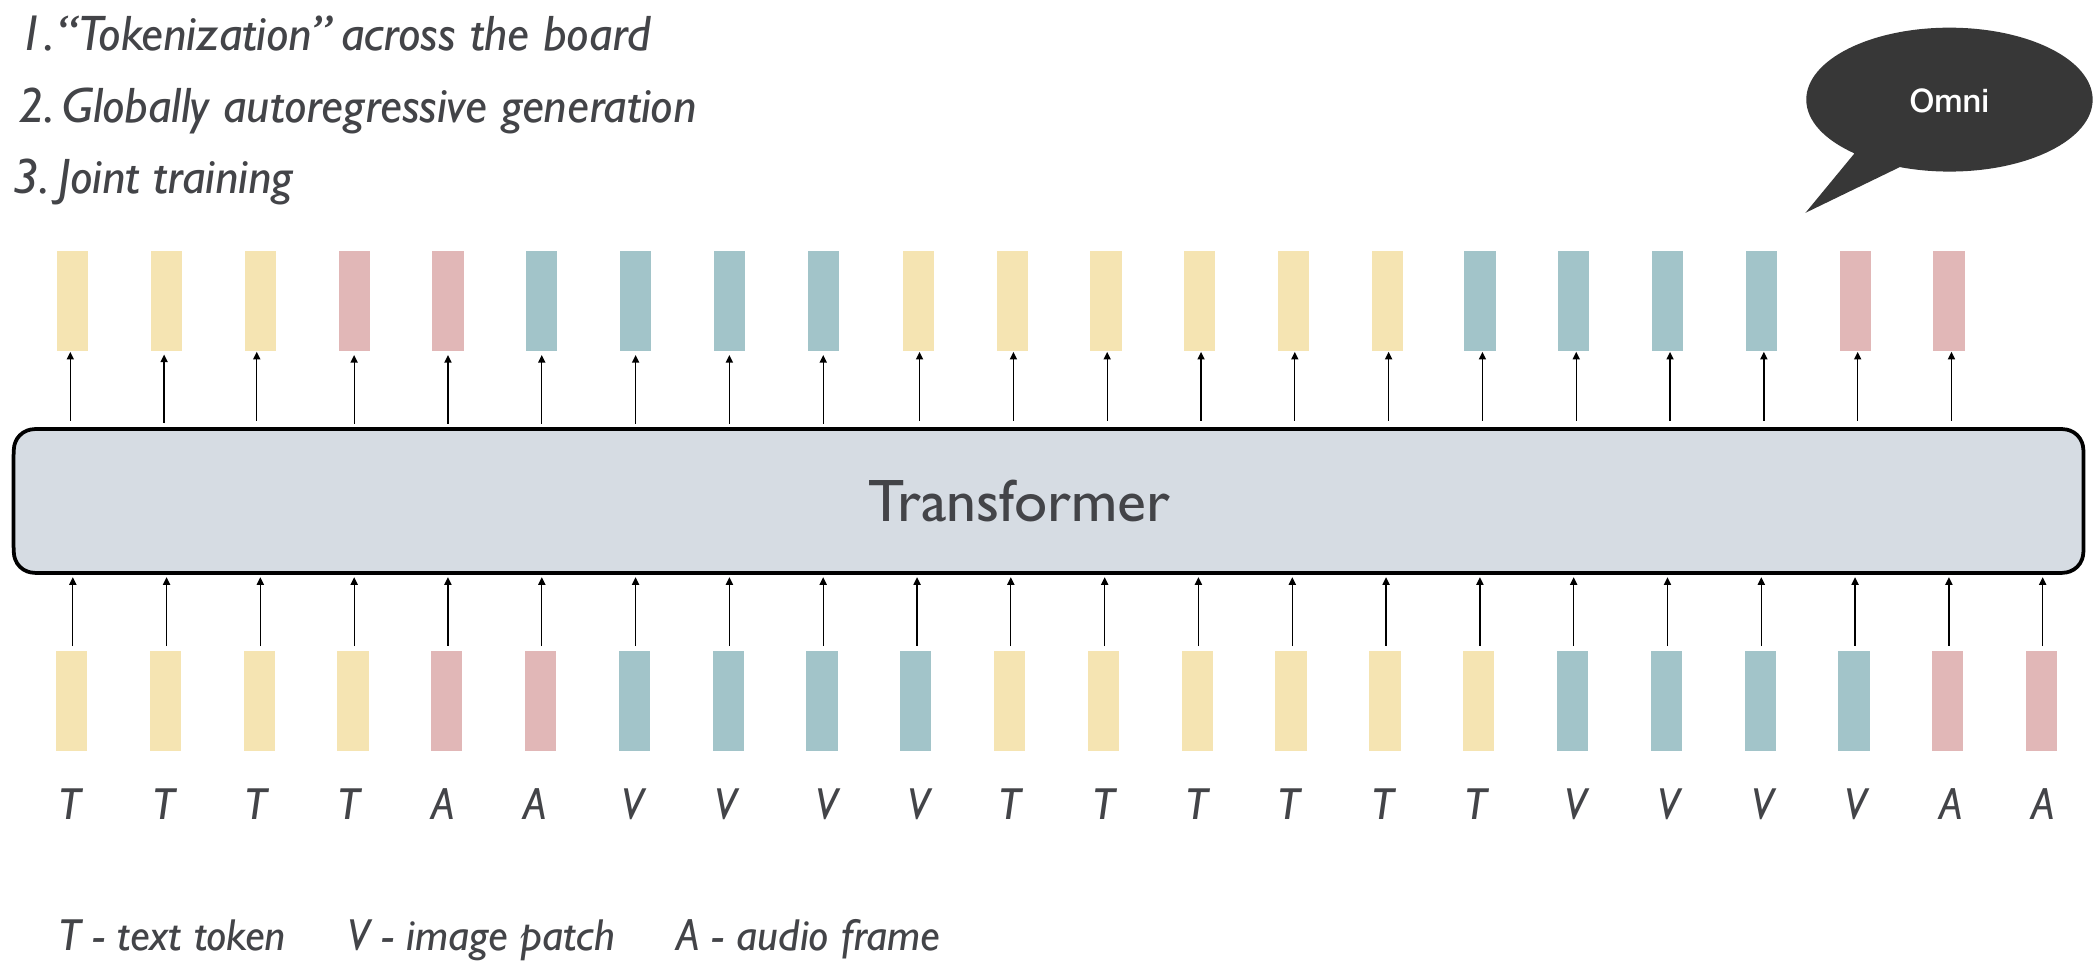 1. “Tokenization” across the board
2. Globally autoregressive generation
3. Joint training
Omni
Transformer
T T T T A A V V V V T T T T T T V V V V A A
T - text token V - image patch A - audio frame